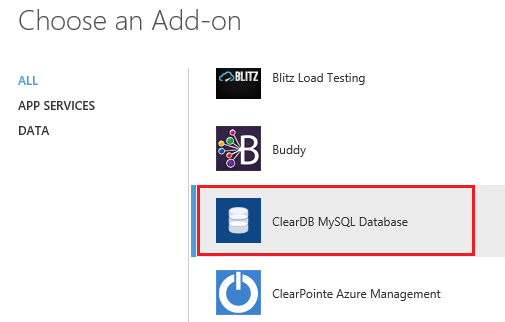 Choose an Add-on
ALL
APP SERVICES
DATA
BLITZ
Blitz Load Testing
B
Buddy
ClearDB MySQL Database
ClearPointe Azure Management